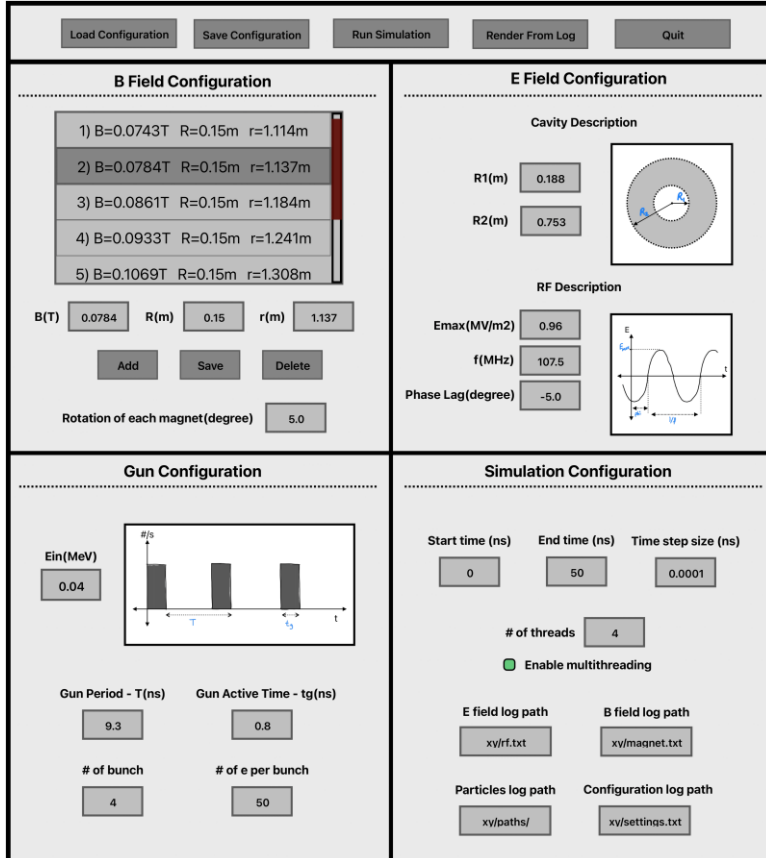 Load Configuration Save Configuration Run Simulation Render From Log Quit
B Field Configuration
1) B=0.0743T R=0.15m r=1.114m
2) B=0.0784T R=0.15m r=1.137m
3) B=0.0861T R=0.15m r=1.184m
4) B=0.0933T R=0.15m r=1.241m
5) B=0.1069T R=0.15m r=1.308m
B(T) 0.0784 R(m) 0.15 r(m) 1.137
Add Save Delete
Rotation of each magnet(degree) 5.0
E Field Configuration
Cavity Description
R1(m) 0.188
R2(m) 0.753
RF Description
Emax(MV/m2) 0.96
f(MHz) 107.5
Phase Lag(degree) -5.0
E
t
1/f
Gun Configuration
Ein(MeV)
0.04
#/s
T
tg
t
Gun Period - T(ns) Gun Active Time - tg(ns)
9.3 0.8
# of bunch # of e per bunch
4 50
Simulation Configuration
Start time (ns) End time (ns) Time step size (ns)
0 50 0.0001
# of threads 4
Enable multithreading
E field log path B field log path
xy/rf.txt xy/magnet.txt
Particles log path Configuration log path
xy/paths/ xy/settings.txt